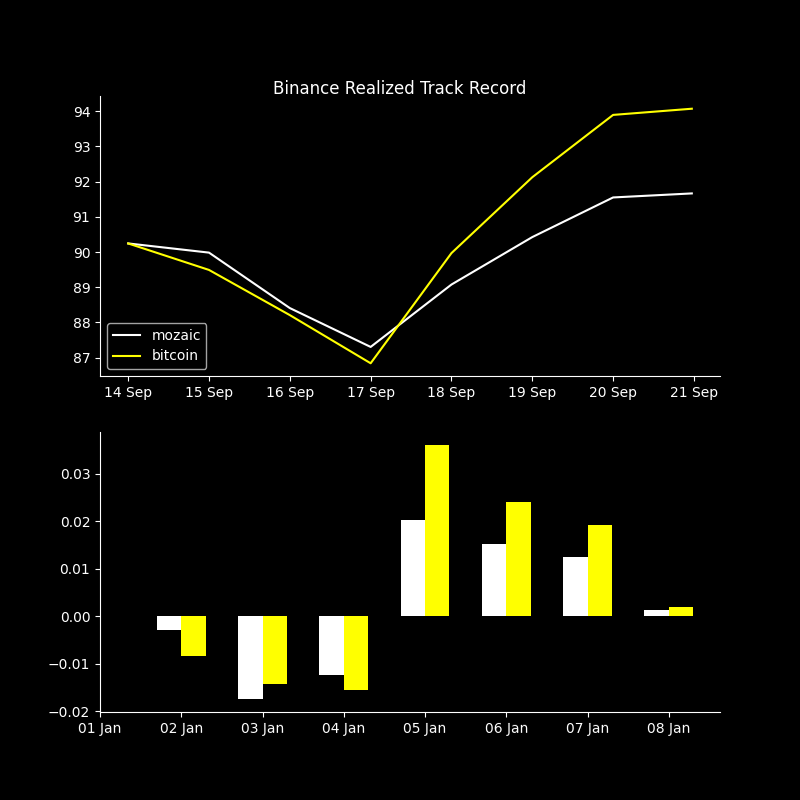 Binance Realized Track Record
94
93
92
91
90
89
88
87
mozaic
bitcoin
14 Sep 15 Sep 16 Sep 17 Sep 18 Sep 19 Sep 20 Sep 21 Sep
0.03
0.02
0.01
0.00
−0.01
−0.02
01 Jan 02 Jan 03 Jan 04 Jan 05 Jan 06 Jan 07 Jan 08 Jan